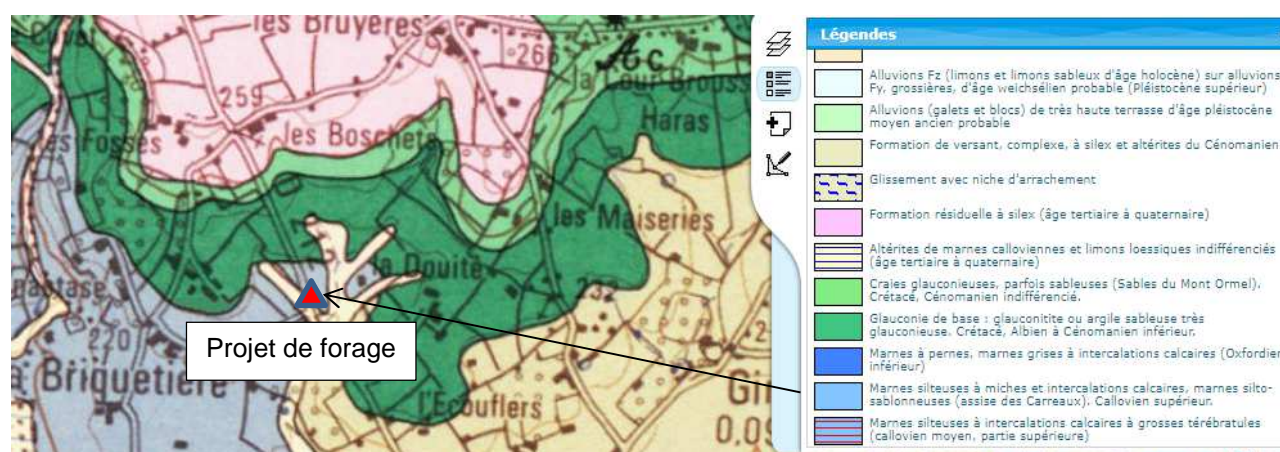 les Bruyères
266
Ac
la Cour
259
Haras
les Fosses
les Boschets
les Maiseries
la Douite
232
220
Projet de forage
Briquetière
l'Ecouflers
Légendes
Alluvions Fz (limons et limons sableux d'âge holocène) sur alluvions
Fy, grossières, d'âge weichsélien probable (Pléistocène supérieur)
Alluvions (galets et blocs) de très haute terrasse d'âge pléistocène
moyen ancien probable
Formation de versant, complexe, à silex et altérites du Cénomanien
Glissement avec niche d'arrachement
Formation résiduelle à silex (âge tertiaire à quaternaire)
Altérites de marnes calloviennes et limons loessiques indifférenciés
(âge tertiaire à quaternaire)
Craies glauconieuses, parfois sableuses (Sables du Mont Ormel).
Crétacé, Cénomanien indifférencié.
Glauconie de base : glauconitite ou argile sableuse très
glauconieuse. Crétacé, Albien à Cénomanien inférieur.
Marnes à pernes, marnes grises à intercalations calcaires (Oxfordien
inférieur)
Marnes silteuses à miches et intercalations calcaires, marnes silto-
sablonneuses (assise des Carreaux). Callovien supérieur.
Marnes silteuses à intercalations calcaires à grosses térébratules
(callovien moyen, partie supérieure)